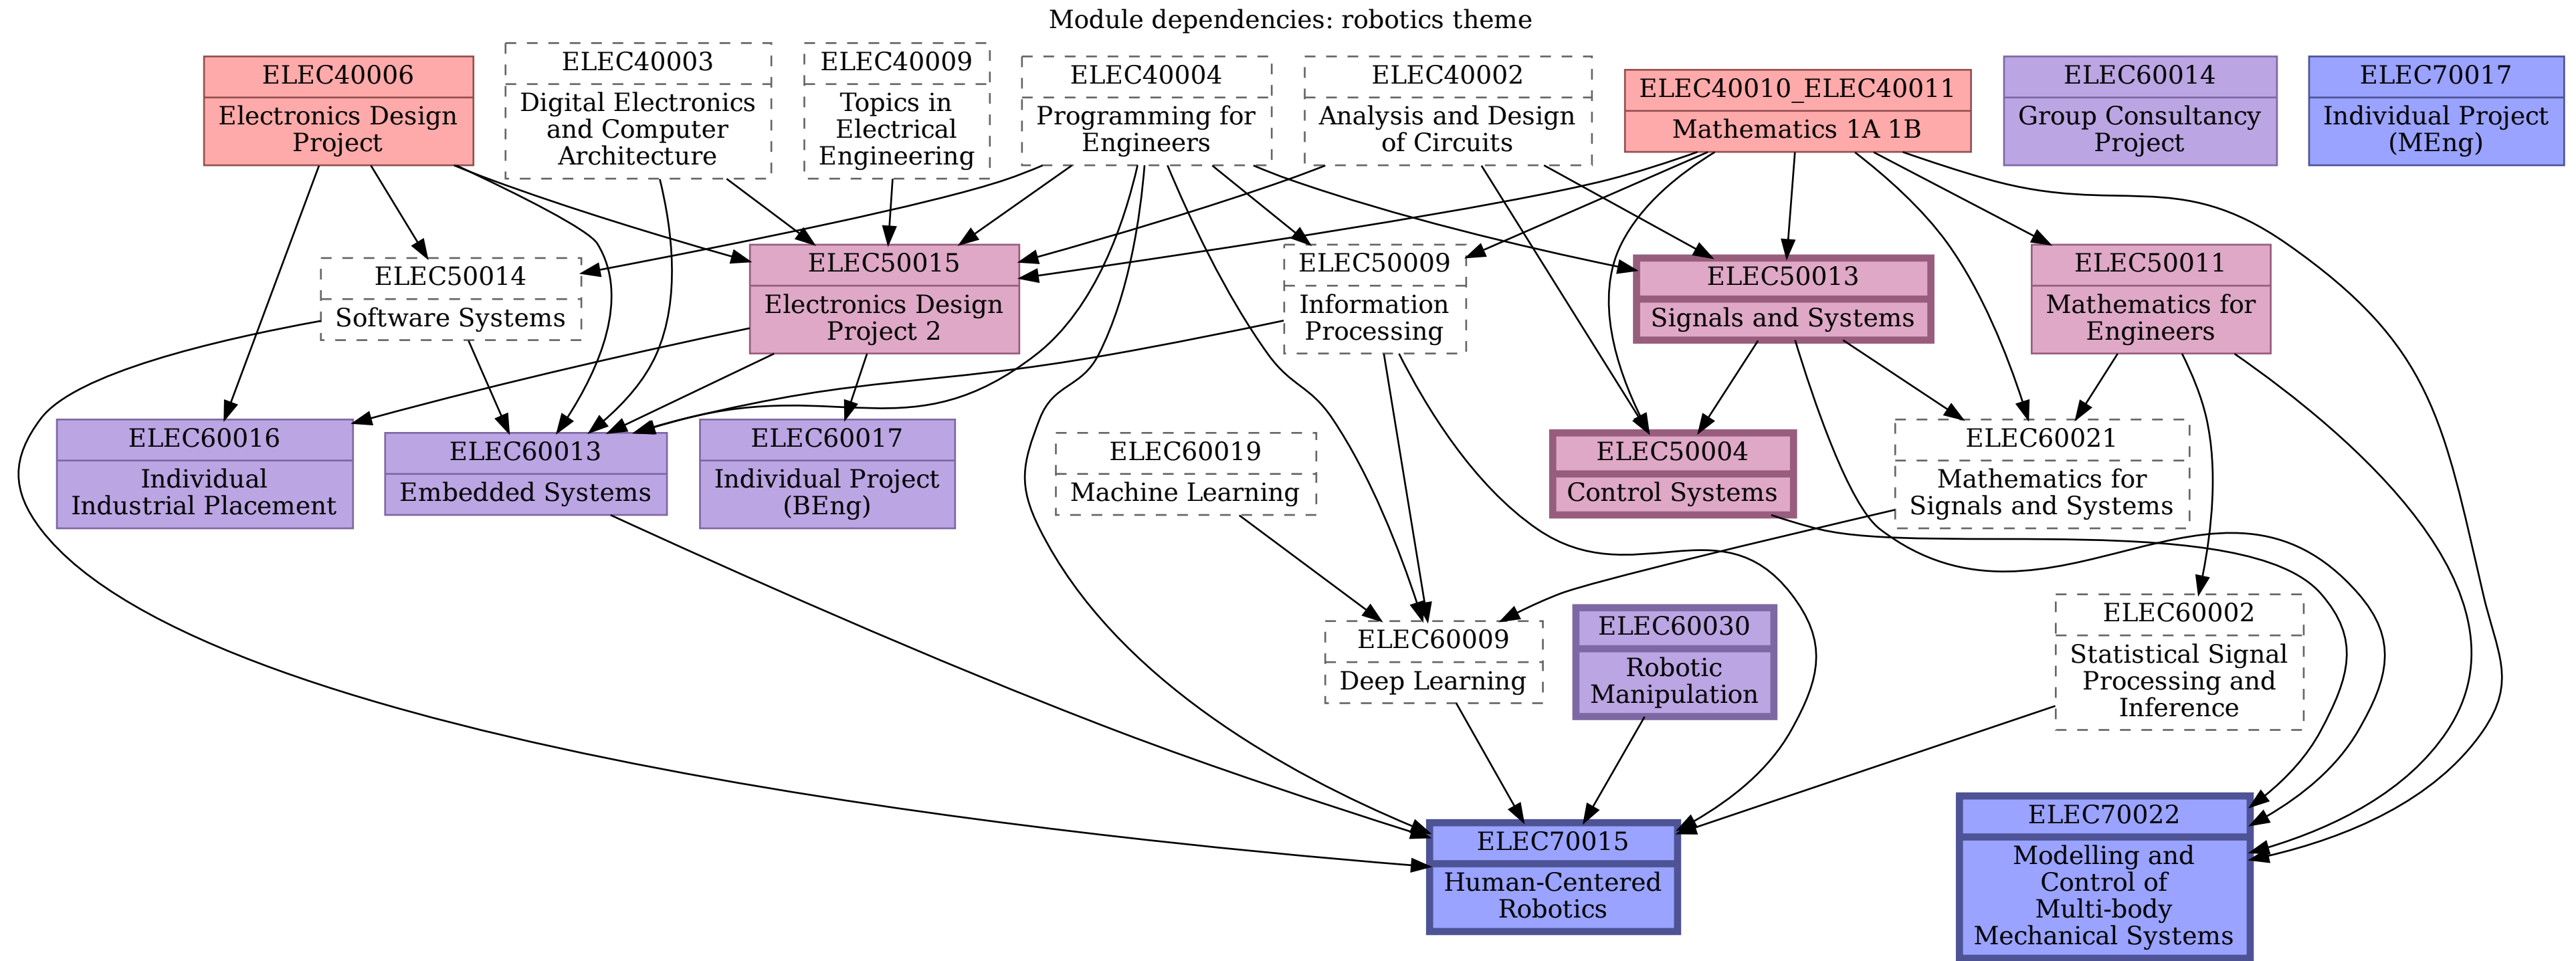 Module dependencies: robotics theme
ELEC40006
Electronics Design
Project
ELEC40003
Digital Electronics
and Computer
Architecture
ELEC40009
Topics in
Electrical
Engineering
ELEC40004
Programming for
Engineers
ELEC40002
Analysis and Design
of Circuits
ELEC40010_ELEC40011
Mathematics 1A 1B
ELEC60014
Group Consultancy
Project
ELEC70017
Individual Project
(MEng)
ELEC50014
Software Systems
ELEC50015
Electronics Design
Project 2
ELEC50009
Information
Processing
ELEC50013
Signals and Systems
ELEC50011
Mathematics for
Engineers
ELEC60016
Individual
Industrial Placement
ELEC60013
Embedded Systems
ELEC60017
Individual Project
(BEng)
ELEC60019
Machine Learning
ELEC50004
Control Systems
ELEC60021
Mathematics for
Signals and Systems
ELEC60009
Deep Learning
ELEC60030
Robotic
Manipulation
ELEC60002
Statistical Signal
Processing and
Inference
ELEC70015
Human-Centered
Robotics
ELEC70022
Modelling and
Control of
Multi-body
Mechanical Systems